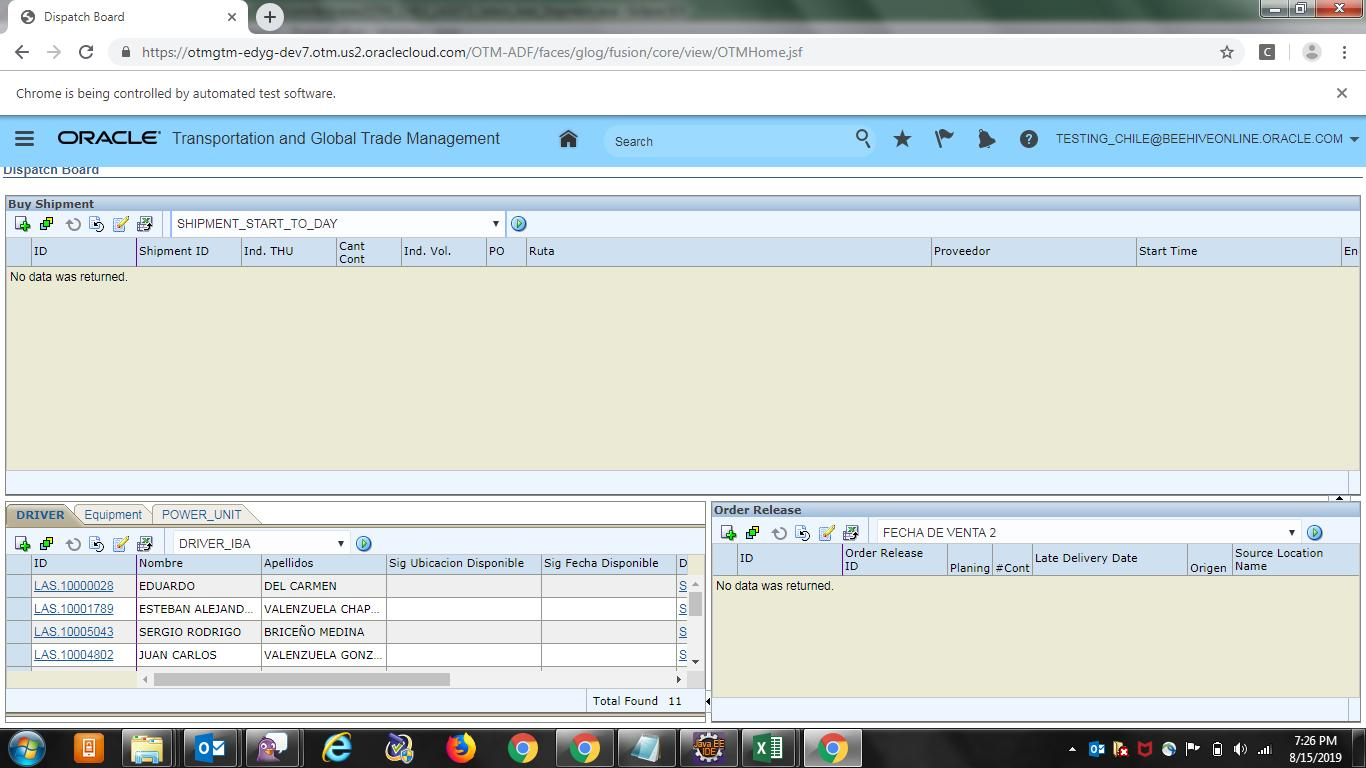 Dispatch Board
https://otmgtm-edyg-dev7.otm.us2.oraclecloud.com/OTM-ADF/faces/glog/fusion/core/view/OTMHome.jsf
C
Chrome is being controlled by automated test software.
ORACLE Transportation and Global Trade Management
Search
TESTING_CHILE@BEEHIVEONLINE.ORACLE.COM
Dispatch Board
Buy Shipment
SHIPMENT_START_TO_DAY
ID Shipment ID Ind. THU Cant Cont Ind. Vol. PO Ruta Proveedor Start Time En
No data was returned.
DRIVER Equipment POWER_UNIT
DRIVER_IBA
ID Nombre Apellidos Sig Ubicacion Disponible Sig Fecha Disponible D
LAS.10000028 EDUARDO DEL CARMEN S
LAS.10001789 ESTEBAN ALEJAND... VALENZUELA CHAP... S
LAS.10005043 SERGIO RODRIGO BRICEÑO MEDINA S
LAS.10004802 JUAN CARLOS VALENZUELA GONZ... S
Total Found 11
Order Release
FECHA DE VENTA 2
ID Order Release ID Planing #Cont Late Delivery Date Origen Source Location Name
No data was returned.
Java EE
IDE
7:26 PM
8/15/2019